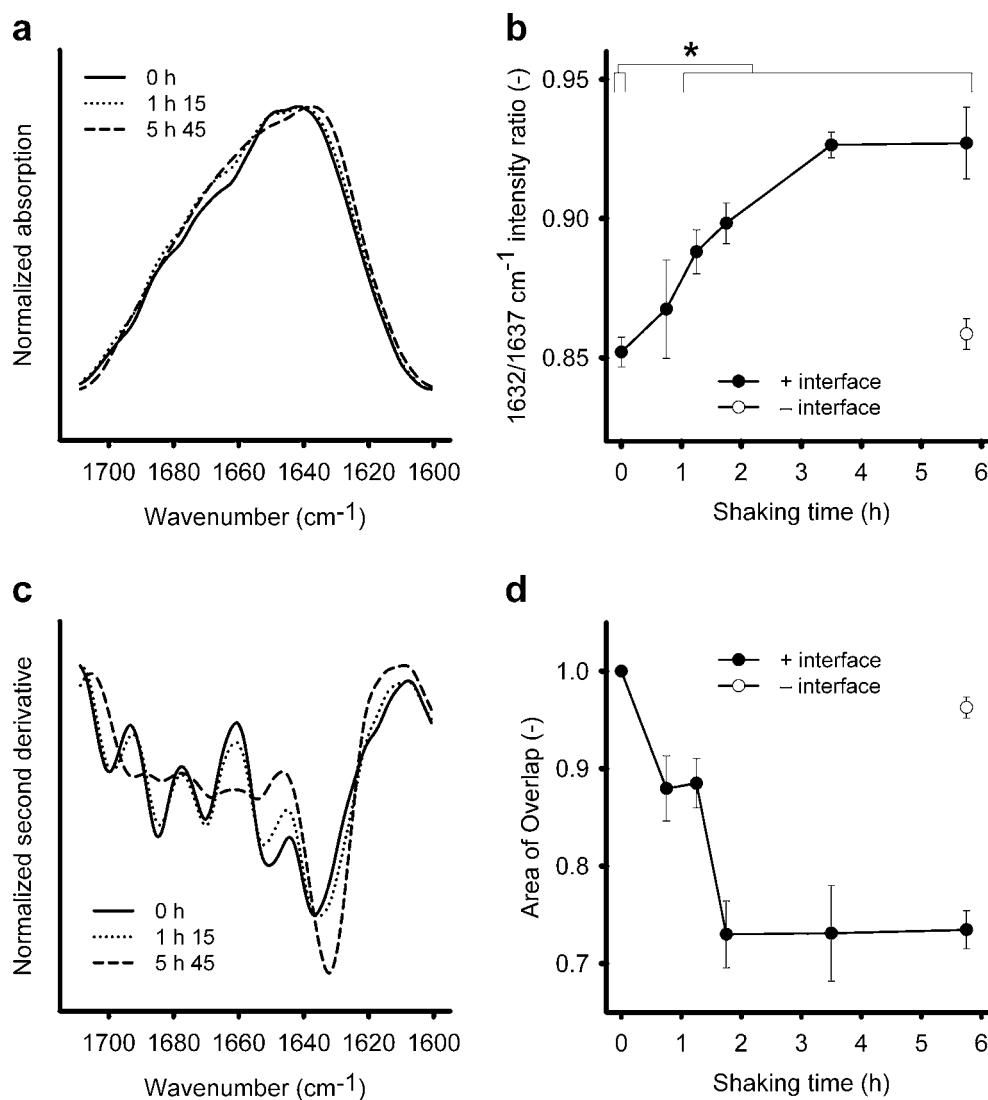 a
Normalized absorption
0 h
1 h 15
5 h 45
1700 1680 1660 1640 1620 1600
Wavenumber (cm⁻¹)
b
1632/1637 cm⁻¹ intensity ratio (-)
*
0.95
0.90
0.85
+ interface
– interface
0 1 2 3 4 5 6
Shaking time (h)
c
Normalized second derivative
0 h
1 h 15
5 h 45
1700 1680 1660 1640 1620 1600
Wavenumber (cm⁻¹)
d
Area of Overlap (-)
1.0
0.9
0.8
0.7
+ interface
– interface
0 1 2 3 4 5 6
Shaking time (h)